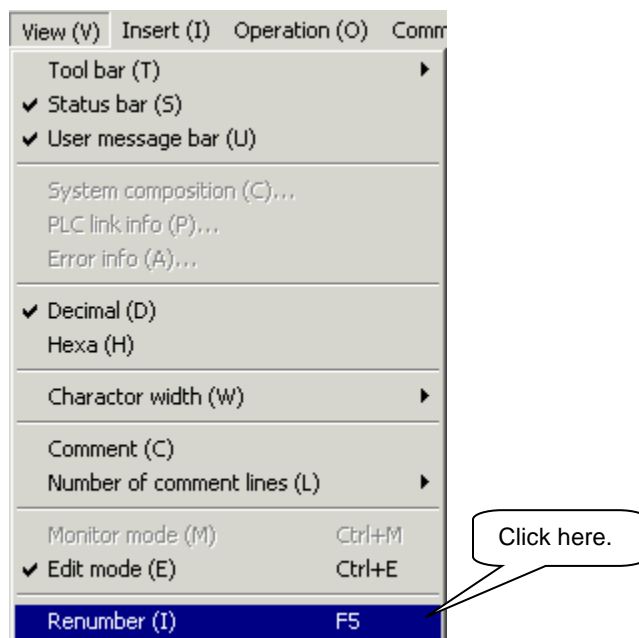 View (V) Insert (I) Operation (O) Comm
Tool bar (T)
Status bar (S)
User message bar (U)
System composition (C)...
PLC link info (P)...
Error info (A)...
Decimal (D)
Hexa (H)
Charactor width (W)
Comment (C)
Number of comment lines (L)
Monitor mode (M) Ctrl+M
Edit mode (E) Ctrl+E
Renumber (I) F5
Click here.